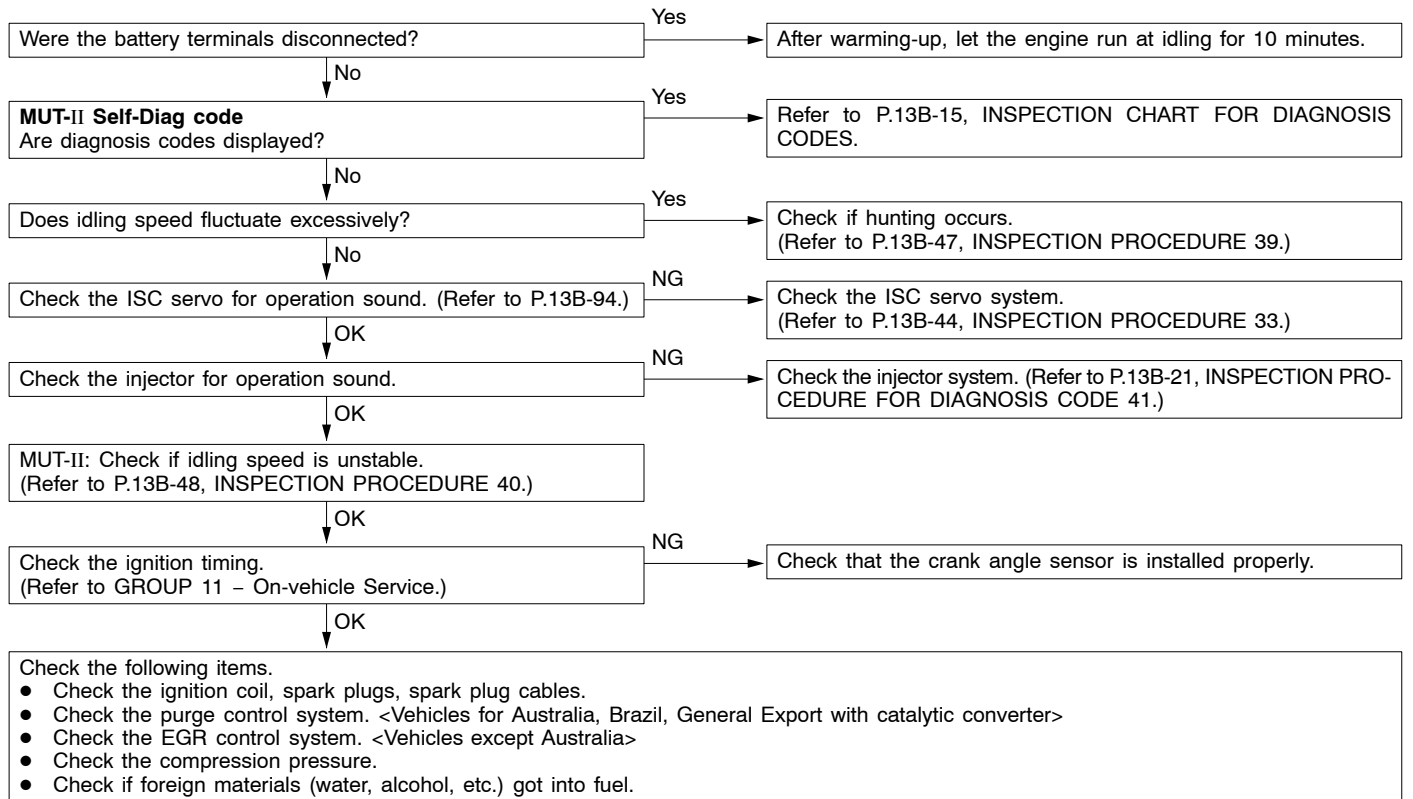 Were the battery terminals disconnected?
Yes
After warming-up, let the engine run at idling for 10 minutes.
No
MUT-II Self-Diag code
Are diagnosis codes displayed?
Yes
Refer to P.13B-15, INSPECTION CHART FOR DIAGNOSIS
CODES.
No
Does idling speed fluctuate excessively?
Yes
Check if hunting occurs.
(Refer to P.13B-47, INSPECTION PROCEDURE 39.)
No
Check the ISC servo for operation sound. (Refer to P.13B-94.)
NG
Check the ISC servo system.
(Refer to P.13B-44, INSPECTION PROCEDURE 33.)
OK
Check the injector for operation sound.
NG
Check the injector system. (Refer to P.13B-21, INSPECTION PRO-
CEDURE FOR DIAGNOSIS CODE 41.)
OK
MUT-II: Check if idling speed is unstable.
(Refer to P.13B-48, INSPECTION PROCEDURE 40.)
OK
Check the ignition timing.
(Refer to GROUP 11 – On-vehicle Service.)
NG
Check that the crank angle sensor is installed properly.
OK
Check the following items.
● Check the ignition coil, spark plugs, spark plug cables.
● Check the purge control system. <Vehicles for Australia, Brazil, General Export with catalytic converter>
● Check the EGR control system. <Vehicles except Australia>
● Check the compression pressure.
● Check if foreign materials (water, alcohol, etc.) got into fuel.